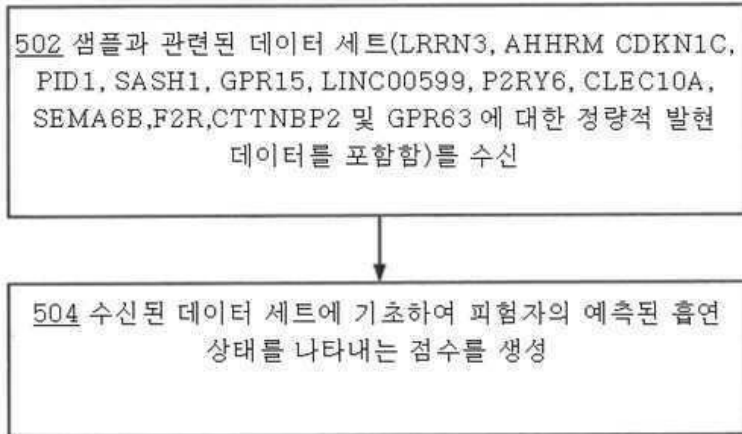 502 샘플과 관련된 데이터 세트(LRRN3, AHHRM CDKN1C,
PID1, SASH1, GPR15, LINC00599, P2RY6, CLEC10A,
SEMA6B,F2R,CTTNBP2 및 GPR63 에 대한 정량적 발현
데이터를 포함함)를 수신
504 수신된 데이터 세트에 기초하여 피험자의 예측된 흡연
상태를 나타내는 점수를 생성